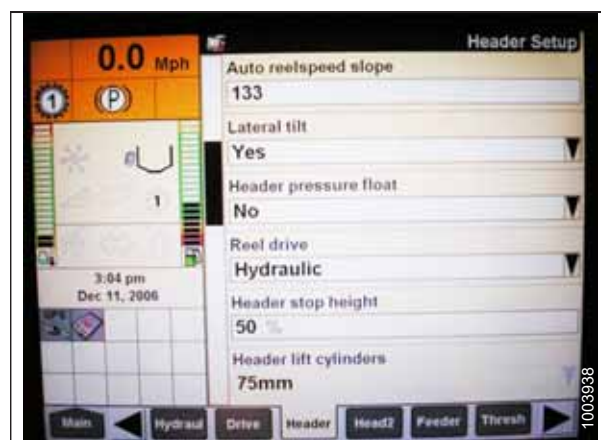 Header Setup
0.0 Mph
Auto reelspeed slope
133
1
(P)
Lateral tilt
Yes
Header pressure float
No
1
Reel drive
Hydraulic
3:04 pm
Dec 11, 2006
Header stop height
50 %
Header lift cylinders
75mm
Main
Hydraul
Drive
Header
Head2
Feeder
Thresh
1003938